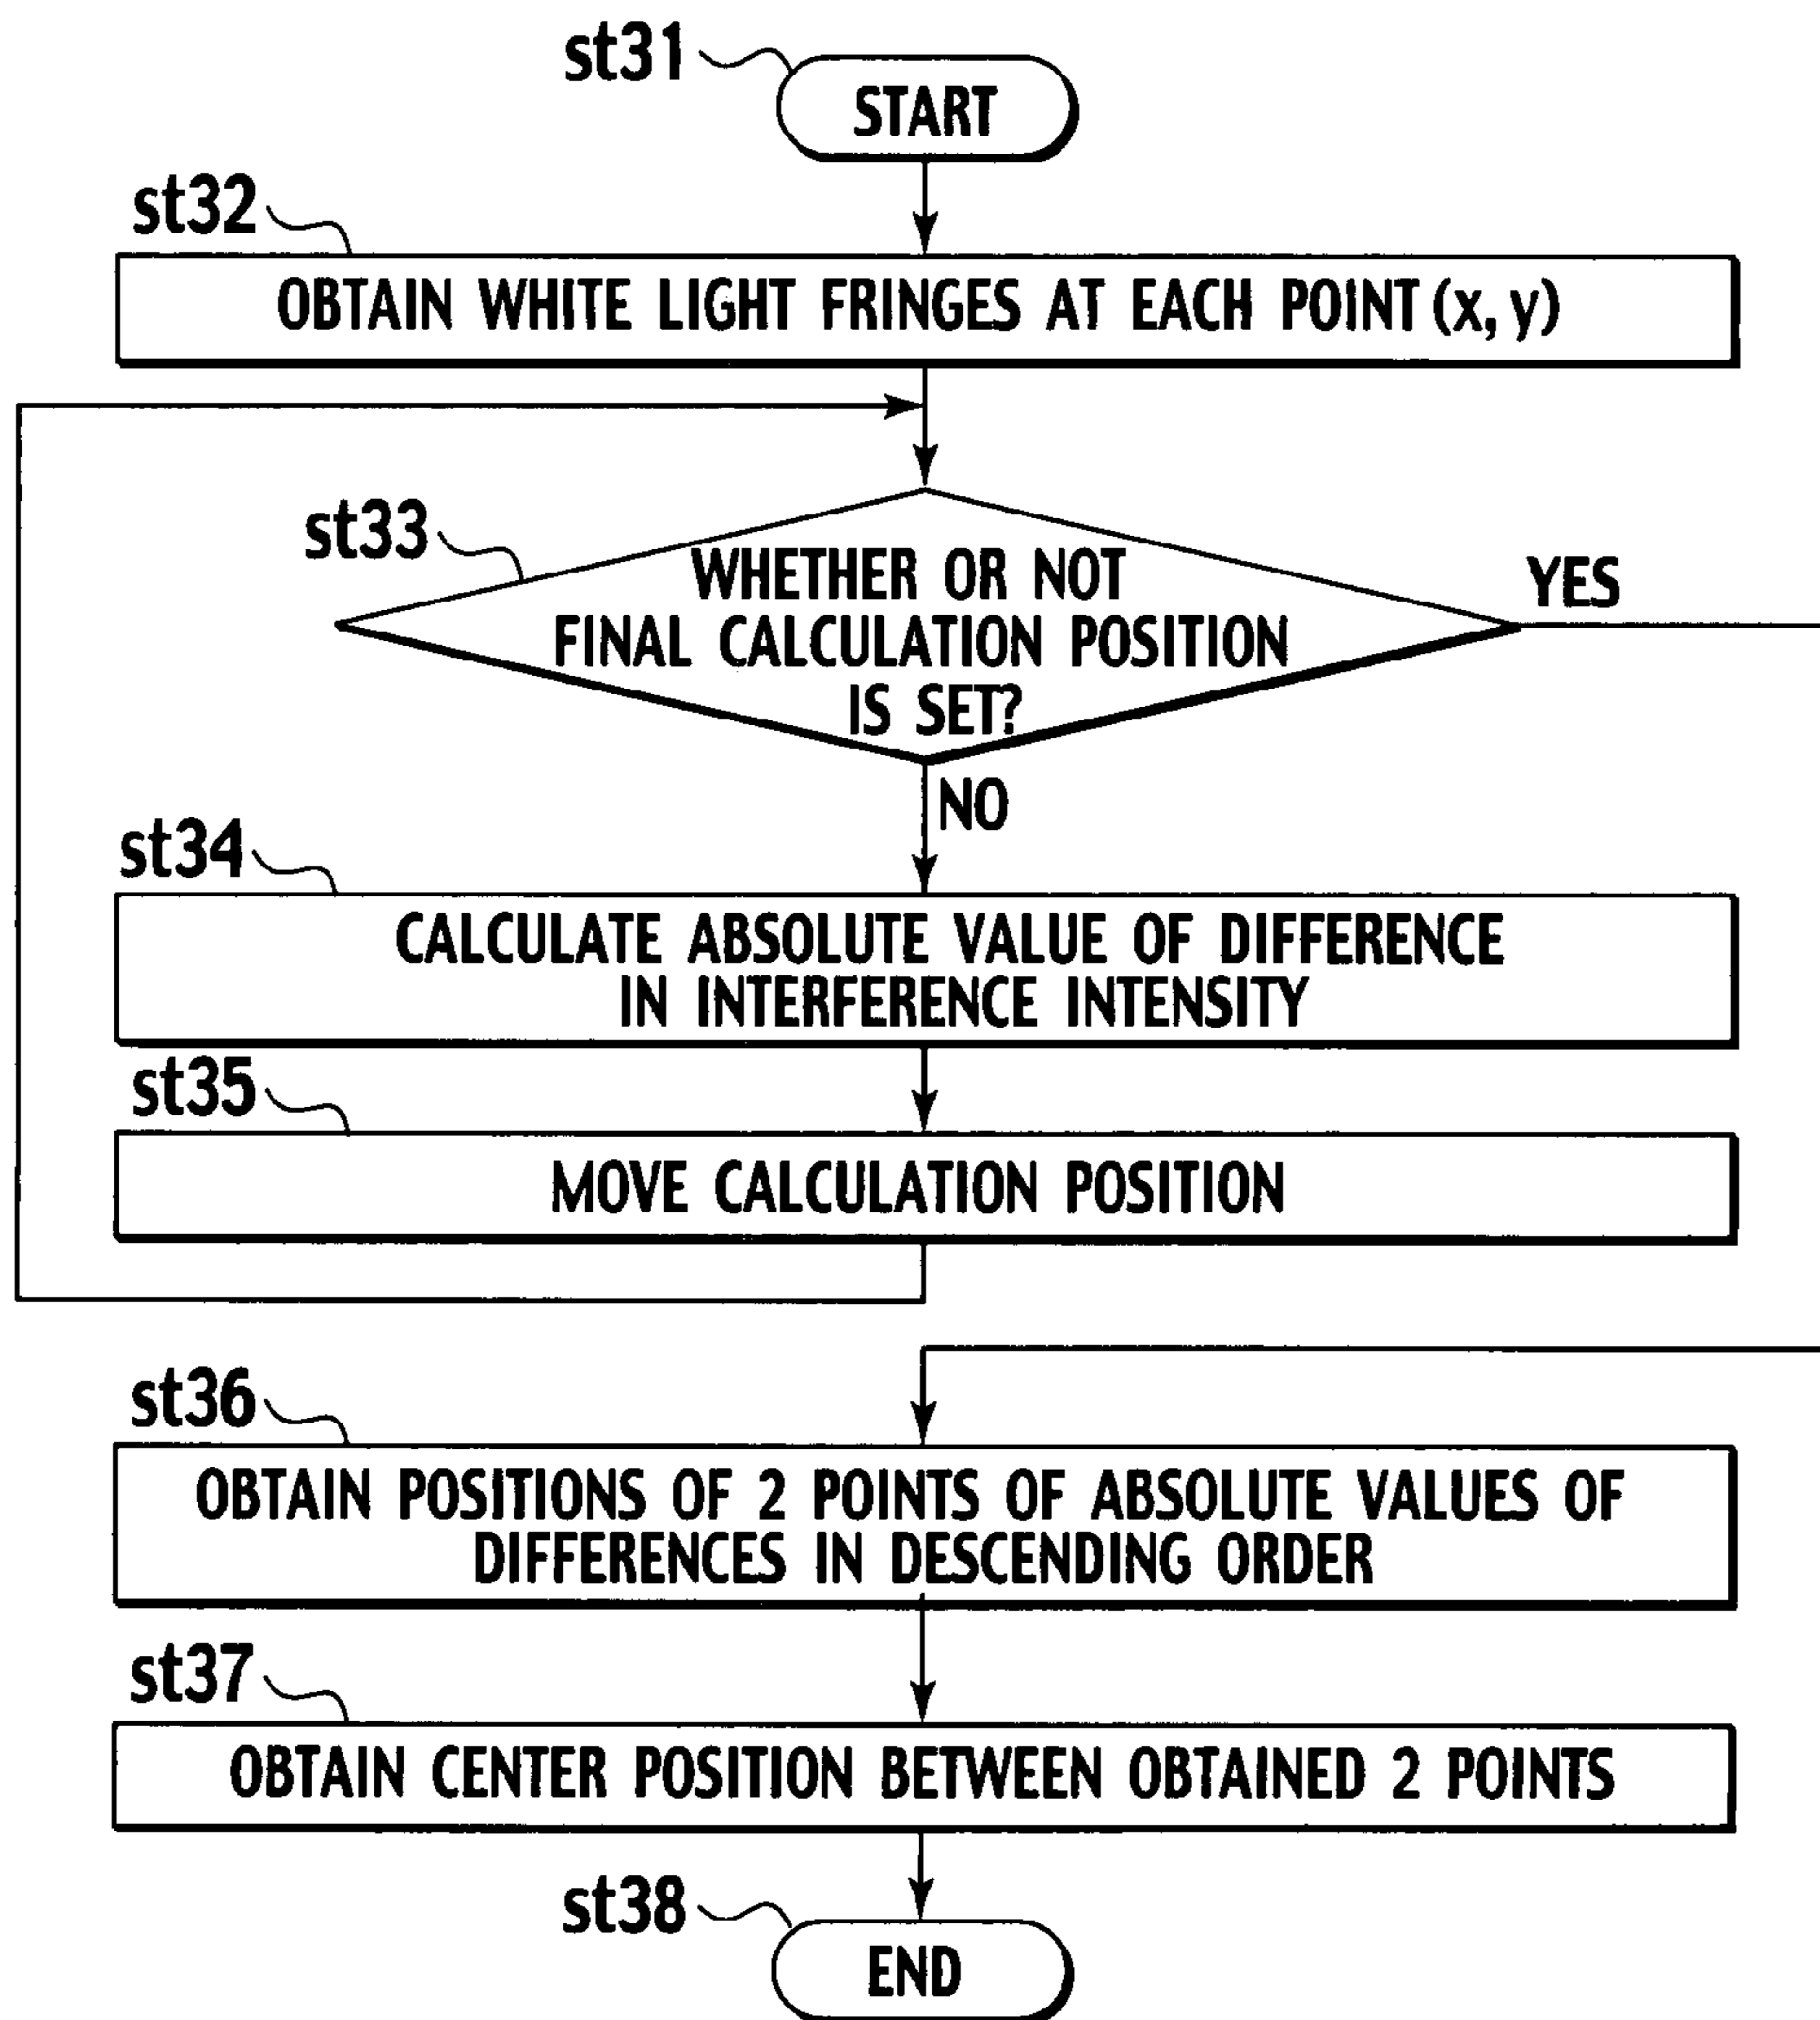 st31
START
st32
OBTAIN WHITE LIGHT FRINGES AT EACH POINT (x, y)
st33
WHETHER OR NOT
FINAL CALCULATION POSITION
IS SET?
YES
NO
st34
CALCULATE ABSOLUTE VALUE OF DIFFERENCE
IN INTERFERENCE INTENSITY
st35
MOVE CALCULATION POSITION
st36
OBTAIN POSITIONS OF 2 POINTS OF ABSOLUTE VALUES OF
DIFFERENCES IN DESCENDING ORDER
st37
OBTAIN CENTER POSITION BETWEEN OBTAINED 2 POINTS
st38
END